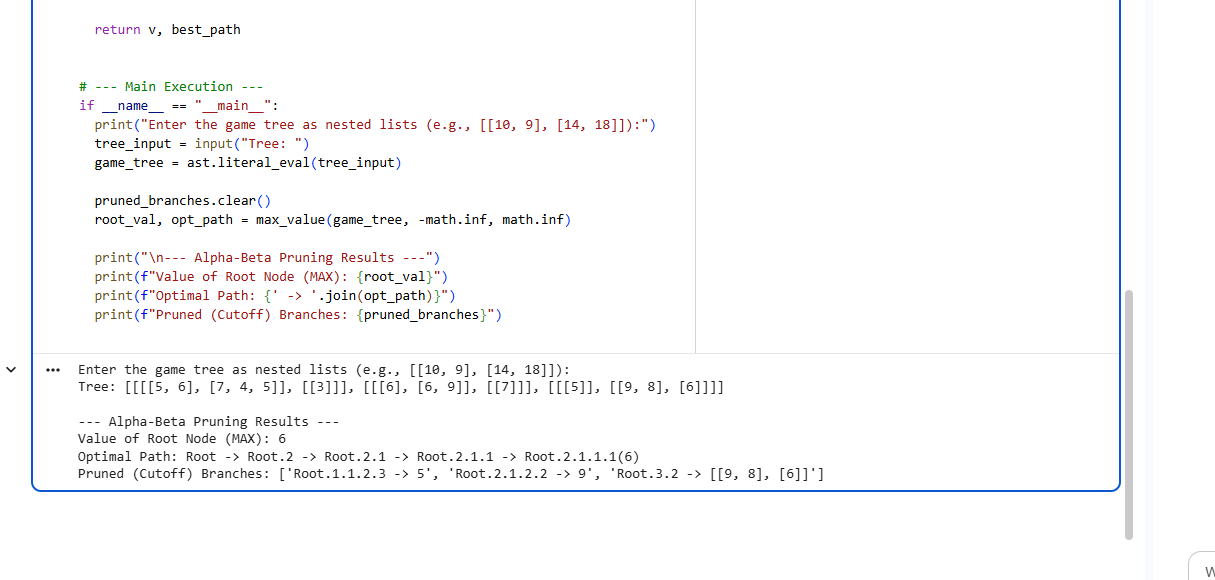 return v, best_path
# --- Main Execution ---
if __name__ == "__main__":
print("Enter the game tree as nested lists (e.g., [[10, 9], [14, 18]]):")
tree_input = input("Tree: ")
game_tree = ast.literal_eval(tree_input)
pruned_branches.clear()
root_val, opt_path = max_value(game_tree, -math.inf, math.inf)
print("\n--- Alpha-Beta Pruning Results ---")
print(f"Value of Root Node (MAX): {root_val}")
print(f"Optimal Path: {' -> '.join(opt_path)}")
print(f"Pruned (Cutoff) Branches: {pruned_branches}")
Enter the game tree as nested lists (e.g., [[10, 9], [14, 18]]):
Tree: [[[[5, 6], [7, 4, 5]], [[3]]], [[[6], [6, 9]], [[7]]], [[[5]], [[9, 8], [6]]]]
--- Alpha-Beta Pruning Results ---
Value of Root Node (MAX): 6
Optimal Path: Root -> Root.2 -> Root.2.1 -> Root.2.1.1 -> Root.2.1.1.1(6)
Pruned (Cutoff) Branches: ['Root.1.1.2.3 -> 5', 'Root.2.1.2.2 -> 9', 'Root.3.2 -> [[9, 8], [6]]']